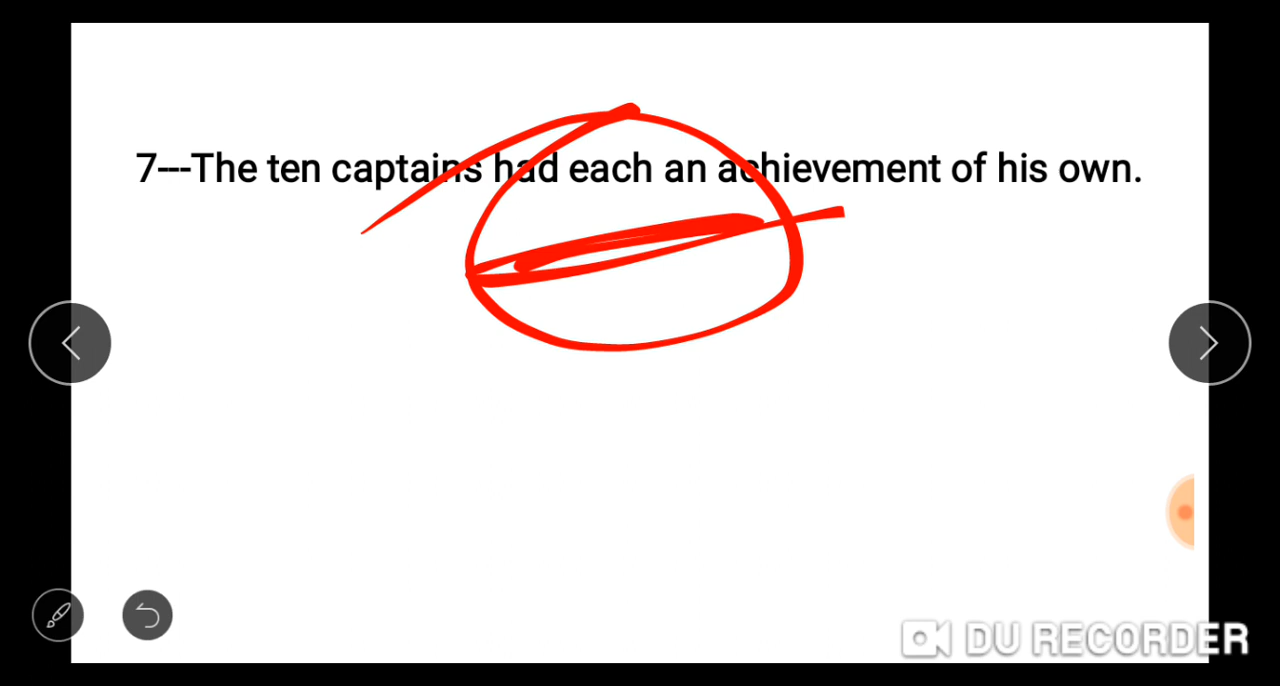 7---The ten captains had each an achievement of his own.
DU RECORDER